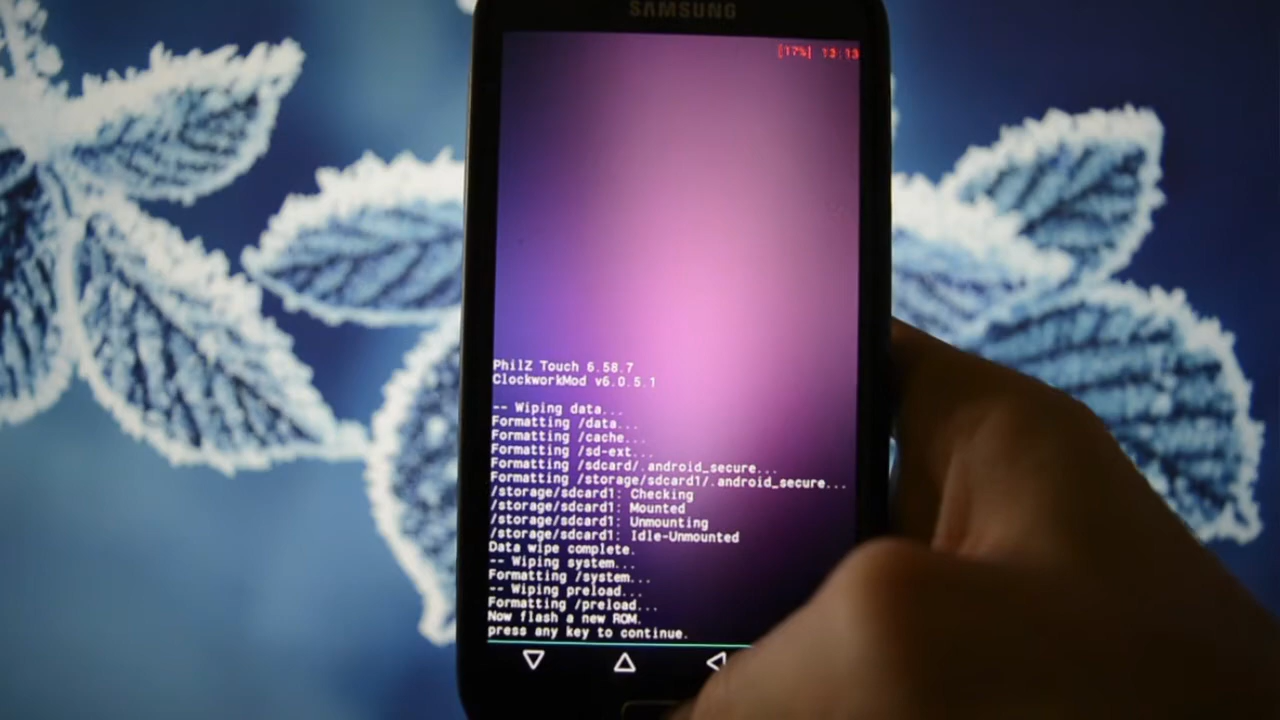 SAMSUNG
[17%] 13:13
PhilZ Touch 6.58.7
ClockworkMod v6.0.5.1
-- Wiping data...
Formatting /data...
Formatting /cache...
Formatting /sd-ext...
Formatting /sdcard/.android_secure...
Formatting /storage/sdcard1/.android_secure...
/storage/sdcard1: Checking
/storage/sdcard1: Mounted
/storage/sdcard1: Unmounting
/storage/sdcard1: Idle-Unmounted
Data wipe complete.
-- Wiping system...
Formatting /system...
-- Wiping preload...
Formatting /preload...
Now flash a new ROM.
press any key to continue.